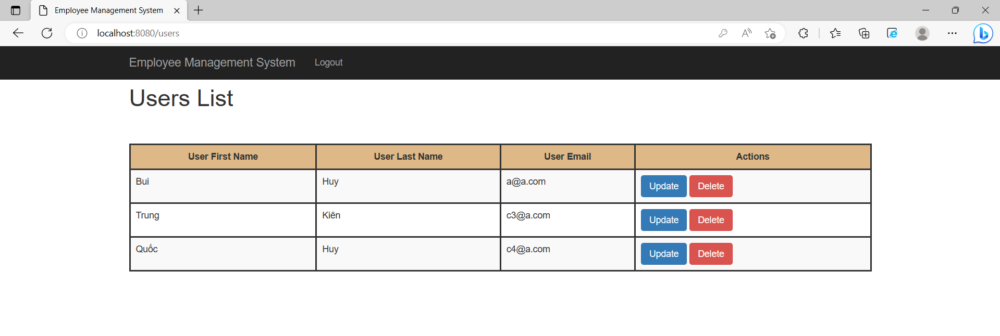 Employee Management System
localhost:8080/users
Employee Management System Logout
Users List
User First Name User Last Name User Email Actions
Bui Huy a@a.com Update Delete
Trung Kiên c3@a.com Update Delete
Quốc Huy c4@a.com Update Delete